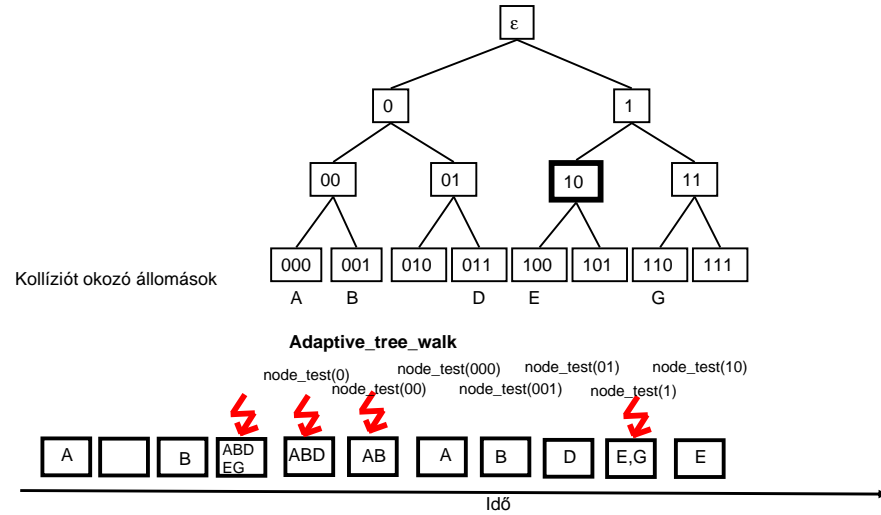 ε
0 1
00 01 10 11
000 001 010 011 100 101 110 111
Kollíziót okozó állomások
A B D E G
Adaptive_tree_walk
node_test(0) node_test(000) node_test(01) node_test(10)
node_test(00) node_test(001) node_test(1)
A B ABD EG ABD AB A B D E,G E
Idő